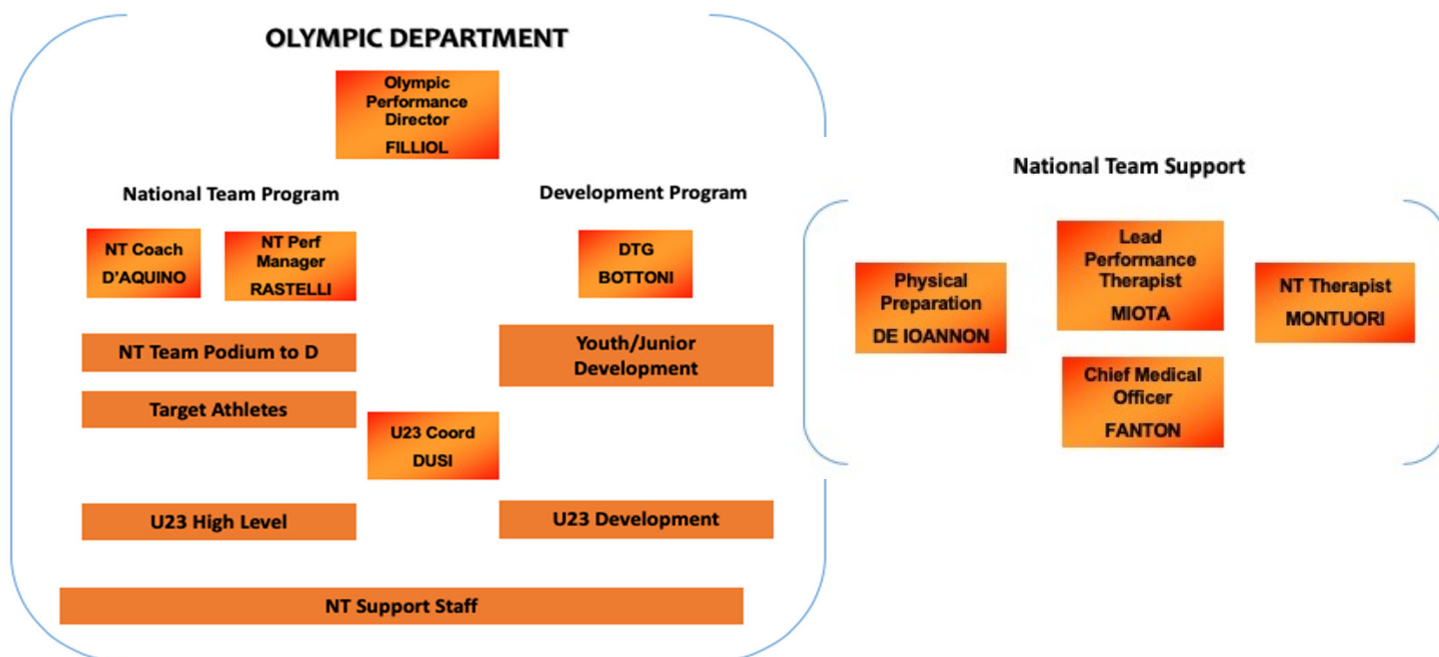 OLYMPIC DEPARTMENT
Olympic
Performance
Director
FILLIOL
National Team Program
NT Coach
D'AQUINO
NT Perf
Manager
RASTELLI
NT Team Podium to D
Target Athletes
U23 Coord
DUSI
U23 High Level
Development Program
DTG
BOTTONI
Youth/Junior
Development
U23 Development
NT Support Staff
National Team Support
Physical
Preparation
DE IOANNON
Lead
Performance
Therapist
MIOTA
NT Therapist
MONTUORI
Chief Medical
Officer
FANTON